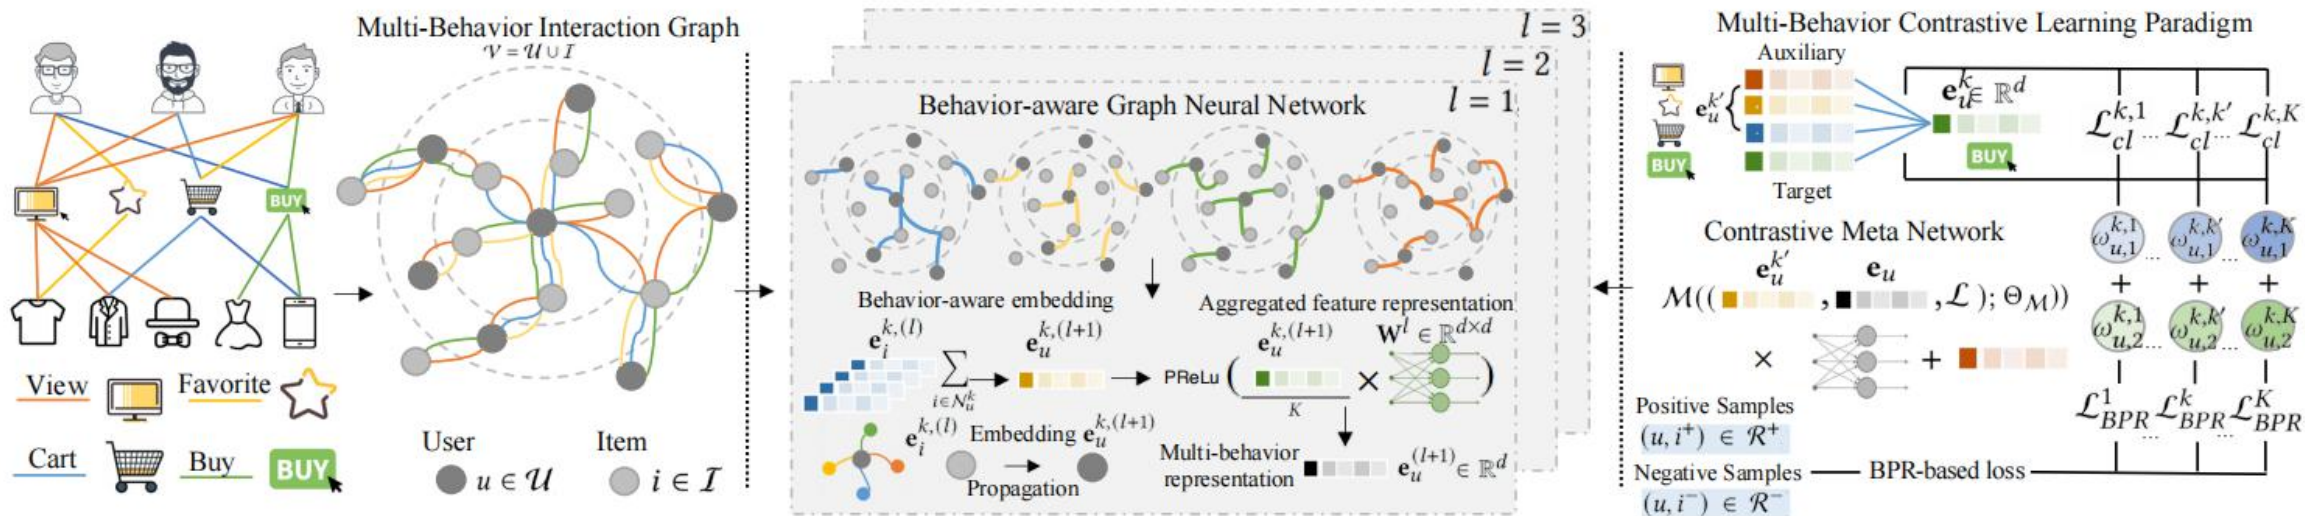 Multi-Behavior Interaction Graph
𝒱 = 𝒰 ∪ ℐ
BUY
View
Favorite
Cart
Buy
BUY
User
u ∈ 𝒰
Item
i ∈ ℐ
l = 3
l = 2
l = 1
Behavior-aware Graph Neural Network
Behavior-aware embedding
e_i^{k,(l)}
∑_{i∈N_u^k}
e_u^{k,(l+1)}
Aggregated feature representation
e_u^{k,(l+1)}
W^l ∈ ℝ^{d×d}
PReLu ( × )
K
e_i^{k,(l)}
Embedding e_u^{k,(l+1)}
Propagation
Multi-behavior
representation
e_u^{(l+1)} ∈ ℝ^d
Multi-Behavior Contrastive Learning Paradigm
Auxiliary
e_u^{k'} {
BUY
Target
e_u^k ∈ ℝ^d
BUY
ℒ_{cl}^{k,1} ... ℒ_{cl}^{k,k'} ... ℒ_{cl}^{k,K}
Contrastive Meta Network
e_u^{k'} e_u
ℳ(( , , ℒ ); Θ_ℳ))
× +
ω_{u,1}^{k,1} ... ω_{u,1}^{k,k'} ... ω_{u,1}^{k,K}
+ + +
ω_{u,2}^{k,1} ... ω_{u,2}^{k,k'} ... ω_{u,2}^{k,K}
ℒ_{BPR}^1 ... ℒ_{BPR}^k ... ℒ_{BPR}^K
Positive Samples
(u, i⁺) ∈ ℛ⁺
Negative Samples
(u, i⁻) ∈ ℛ⁻
BPR-based loss